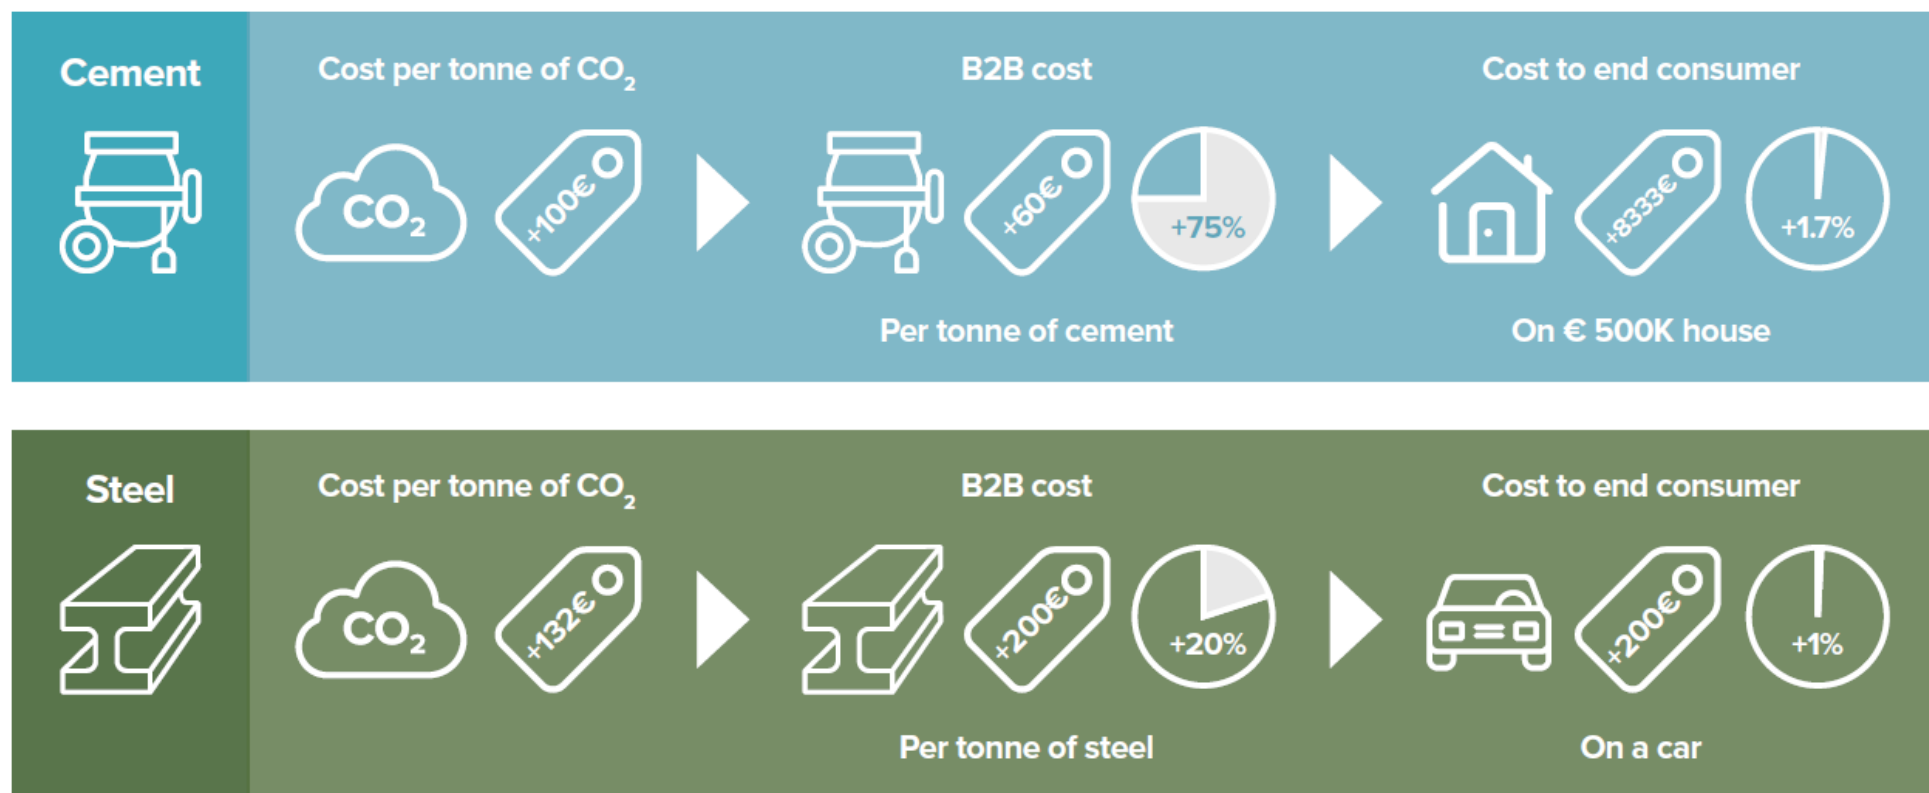 Cement
Cost per tonne of CO₂
B2B cost
Cost to end consumer
CO₂
+100€
+60€
+75%
+8333€
+1.7%
Per tonne of cement
On € 500K house
Steel
Cost per tonne of CO₂
B2B cost
Cost to end consumer
CO₂
+132€
+200€
+20%
+200€
+1%
Per tonne of steel
On a car